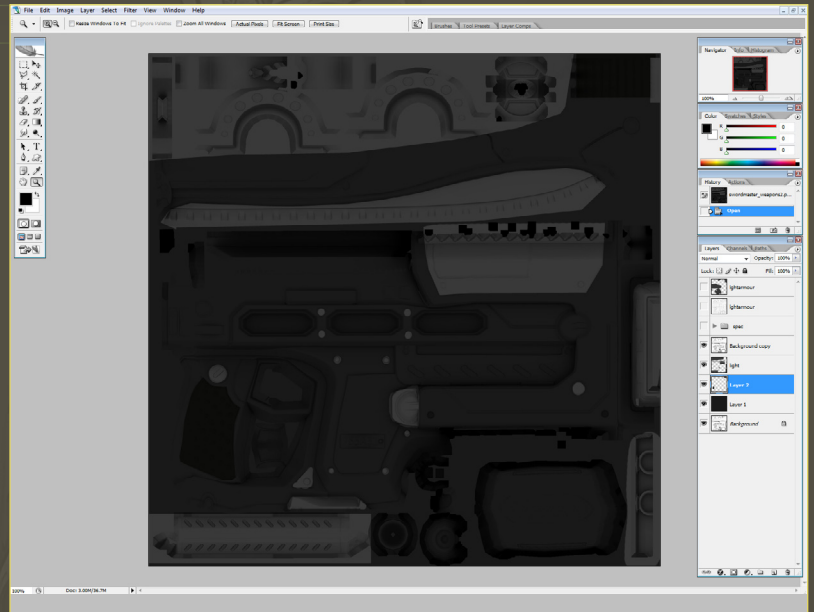 File Edit Image Layer Select Filter View Window Help
Resize Windows To Fit Ignore Palettes Zoom All Windows Actual Pixels Fit Screen Print Size
Brushes Tool Presets Layer Comps
Navigator Info Histogram
100%
Color Swatches Styles
R 0
G 0
B 0
History Actions
swordmaster_weapons2.p...
Open
Layers Channels Paths
Normal Opacity: 100%
Lock: Fill: 100%
lightarmour
lightarmour
spec
Background copy
light
Layer 2
Layer 1
Background
100% Doc: 3.00M/36.7M